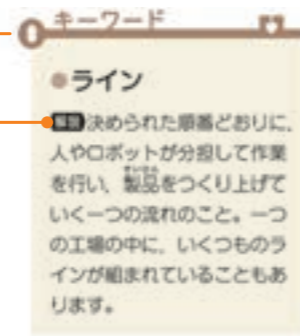 キーワード
●ライン
解説 決められた順番どおりに、
人やロボットが分担して作業
を行い、製品をつくり上げて
いく一つの流れのこと。一つ
の工場の中に、いくつものラ
インが組まれていることもあ
ります。